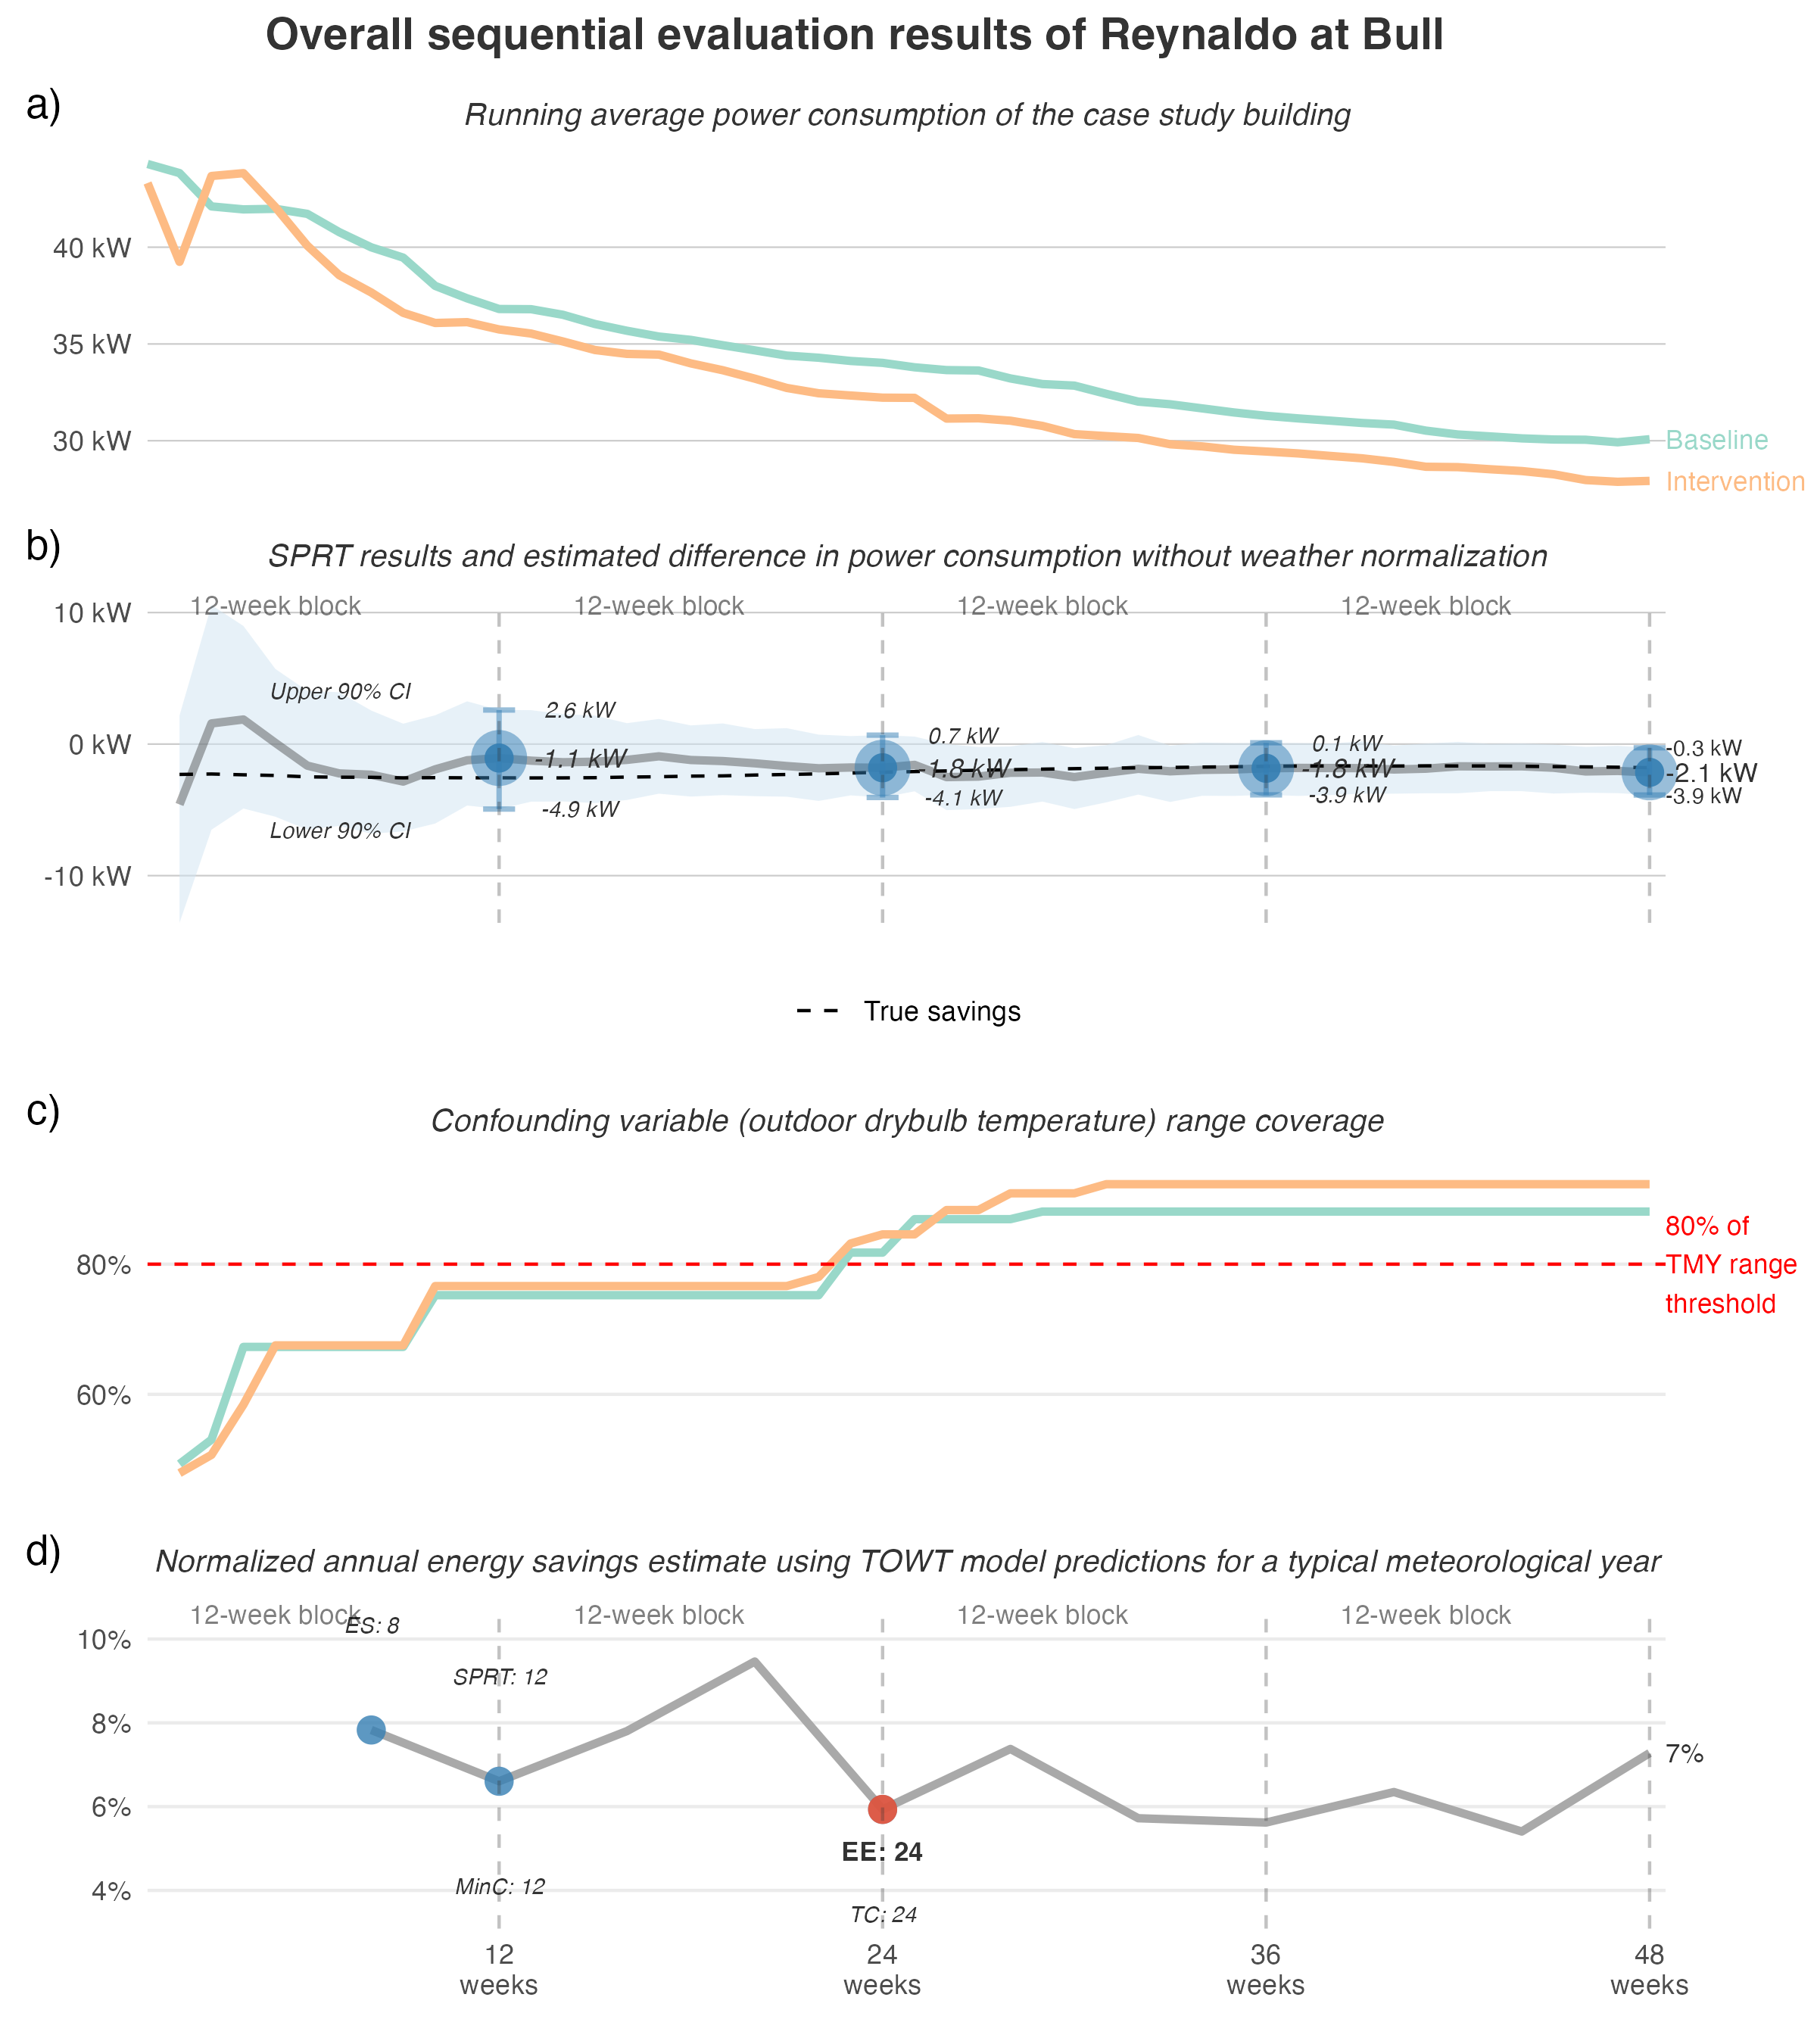 Overall sequential evaluation results of Reynaldo at Bull
a)
Running average power consumption of the case study building
40 kW
35 kW
30 kW
Baseline
Intervention
b)
SPRT results and estimated difference in power consumption without weather normalization
12-week block
12-week block
12-week block
12-week block
10 kW
0 kW
-10 kW
Upper 90% CI
Lower 90% CI
2.6 kW
-1.1 kW
-4.9 kW
0.7 kW
-1.8 kW
-4.1 kW
0.1 kW
-1.8 kW
-3.9 kW
-0.3 kW
-2.1 kW
-3.9 kW
True savings
c)
Confounding variable (outdoor drybulb temperature) range coverage
80%
60%
80% of
TMY range
threshold
d)
Normalized annual energy savings estimate using TOWT model predictions for a typical meteorological year
12-week block
12-week block
12-week block
12-week block
10%
8%
6%
4%
ES: 8
SPRT: 12
MinC: 12
EE: 24
TC: 24
7%
12
weeks
24
weeks
36
weeks
48
weeks